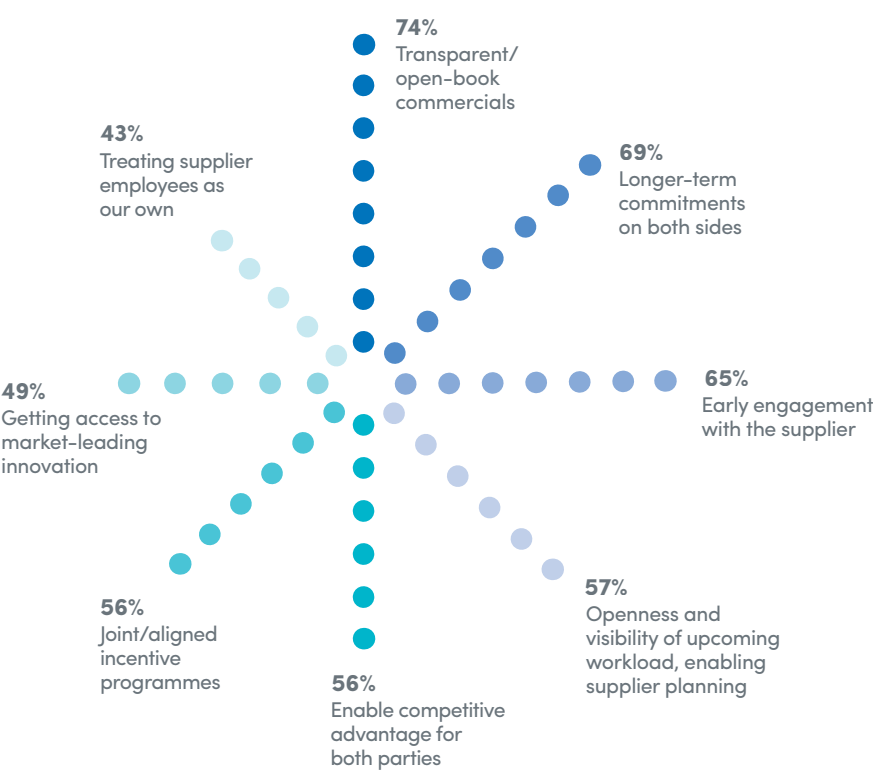 74%
Transparent/
open-book
commercials
69%
Longer-term
commitments
on both sides
65%
Early engagement
with the supplier
57%
Openness and
visibility of upcoming
workload, enabling
supplier planning
56%
Enable competitive
advantage for
both parties
56%
Joint/aligned
incentive
programmes
49%
Getting access to
market-leading
innovation
43%
Treating supplier
employees as
our own